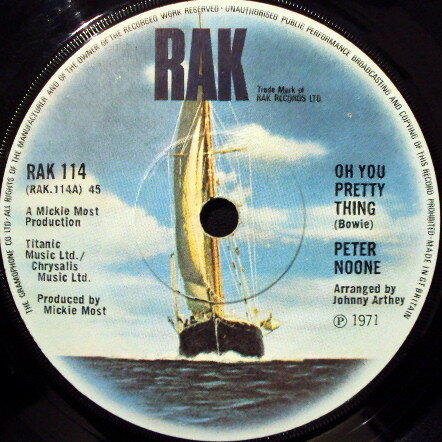 ALL RIGHTS OF THE MANUFACTURER AND OF THE OWNER OF THE RECORDED WORK RESERVED · UNAUTHORISED PUBLIC PERFORMANCE BROADCASTING AND COPYING OF THIS RECORD PROHIBITED · MADE IN GT BRITAIN
THE GRAMOPHONE CO LTD ·
RAK
Trade Mark of
RAK RECORDS LTD.
RAK 114
(RAK.114A) 45
A Mickie Most
Production
Titanic
Music Ltd./
Chrysalis
Music Ltd.
Produced by
Mickie Most
OH YOU
PRETTY
THING
(Bowie)
PETER
NOONE
Arranged by
Johnny Arthey
℗ 1971